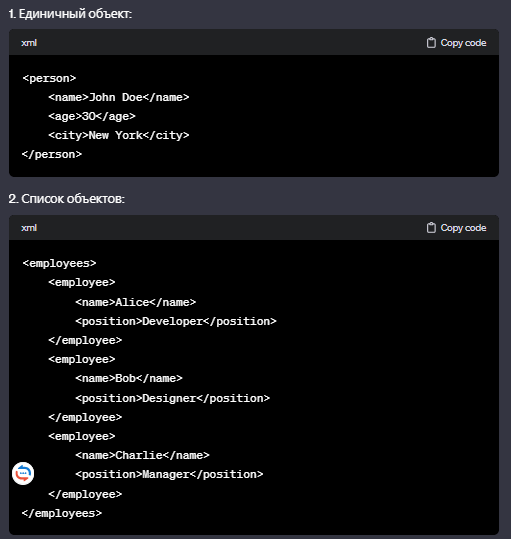 1. Единичный объект:
xml Copy code
<person>
    <name>John Doe</name>
    <age>30</age>
    <city>New York</city>
</person>
2. Список объектов:
xml Copy code
<employees>
    <employee>
        <name>Alice</name>
        <position>Developer</position>
    </employee>
    <employee>
        <name>Bob</name>
        <position>Designer</position>
    </employee>
    <employee>
        <name>Charlie</name>
        <position>Manager</position>
    </employee>
</employees>